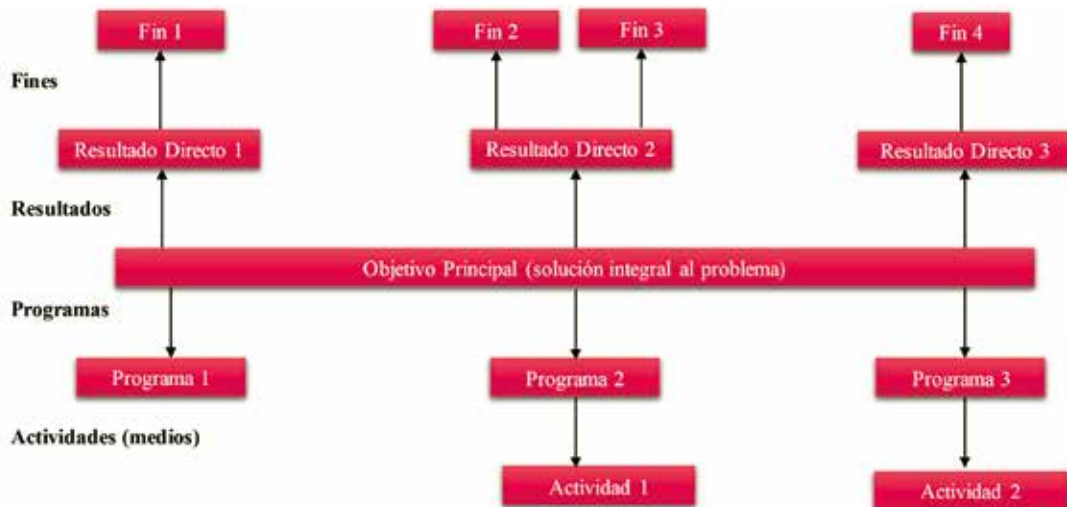 Fin 1
Fin 2
Fin 3
Fin 4
Fines
Resultado Directo 1
Resultado Directo 2
Resultado Directo 3
Resultados
Objetivo Principal (solución integral al problema)
Programas
Programa 1
Programa 2
Programa 3
Actividades (medios)
Actividad 1
Actividad 2